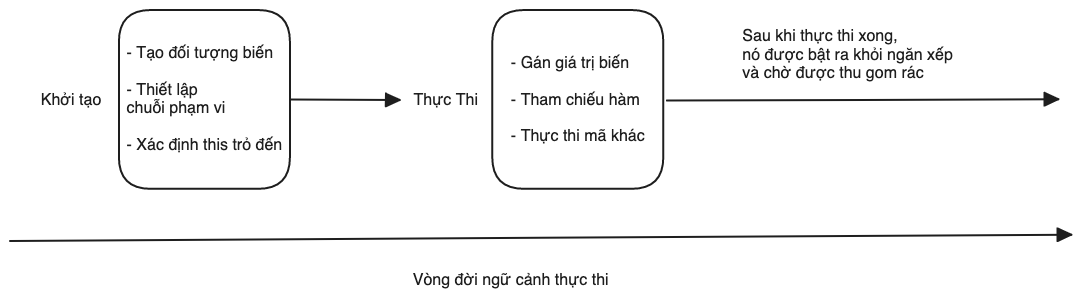 Khởi tạo
- Tạo đối tượng biến
- Thiết lập
chuỗi phạm vi
- Xác định this trỏ đến
Thực Thi
- Gán giá trị biến
- Tham chiếu hàm
- Thực thi mã khác
Sau khi thực thi xong,
nó được bật ra khỏi ngăn xếp
và chờ được thu gom rác
Vòng đời ngữ cảnh thực thi